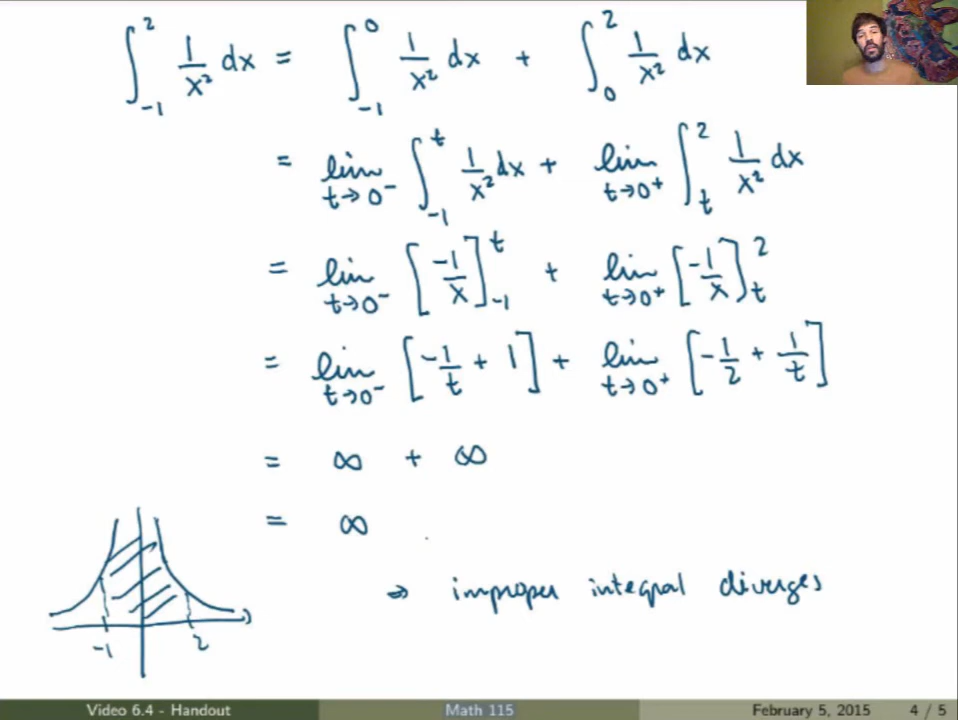 ∫_{-1}^{2} 1/x² dx = ∫_{-1}^{0} 1/x² dx + ∫_{0}^{2} 1/x² dx
= lim_{t→0⁻} ∫_{-1}^{t} 1/x² dx + lim_{t→0⁺} ∫_{t}^{2} 1/x² dx
= lim_{t→0⁻} [-1/x]_{-1}^{t} + lim_{t→0⁺} [-1/x]_{t}^{2}
= lim_{t→0⁻} [-1/t + 1] + lim_{t→0⁺} [-1/2 + 1/t]
= ∞ + ∞
= ∞
⇒ improper integral diverges
-1 2
Video 6.4 - Handout Math 115 February 5, 2015 4 / 5